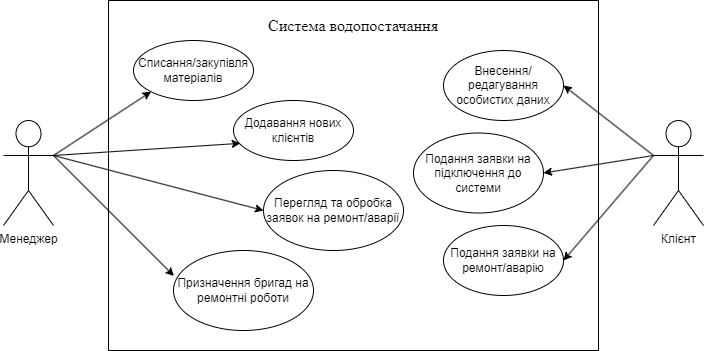 Система водопостачання
Списання/закупівля
матеріалів
Додавання нових
клієнтів
Перегляд та обробка
заявок на ремонт/аварії
Призначення бригад на
ремонтні роботи
Внесення/
редагування
особистих даних
Подання заявки на
підключення до
системи
Подання заявки на
ремонт/аварію
Менеджер
Клієнт